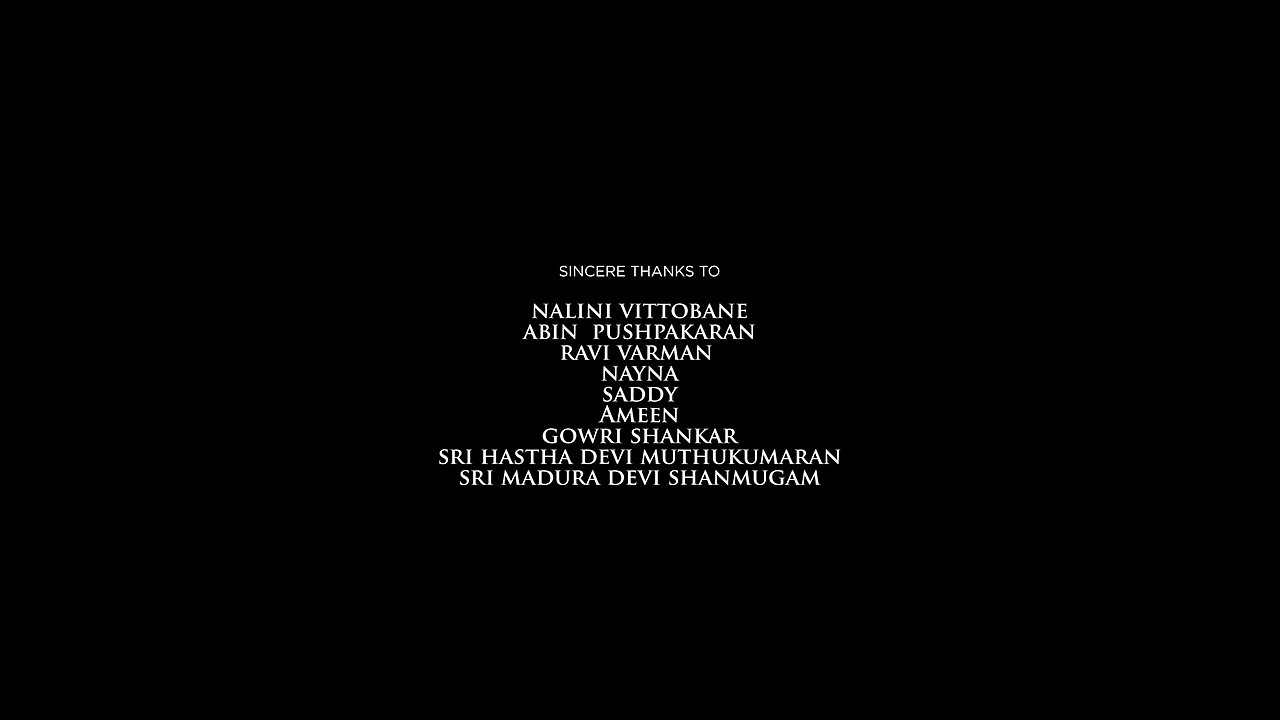 SINCERE THANKS TO
NALINI VITTOBANE
ABIN  PUSHPAKARAN
RAVI VARMAN
NAYNA
SADDY
AMEEN
GOWRI SHANKAR
SRI HASTHA DEVI MUTHUKUMARAN
SRI MADURA DEVI SHANMUGAM